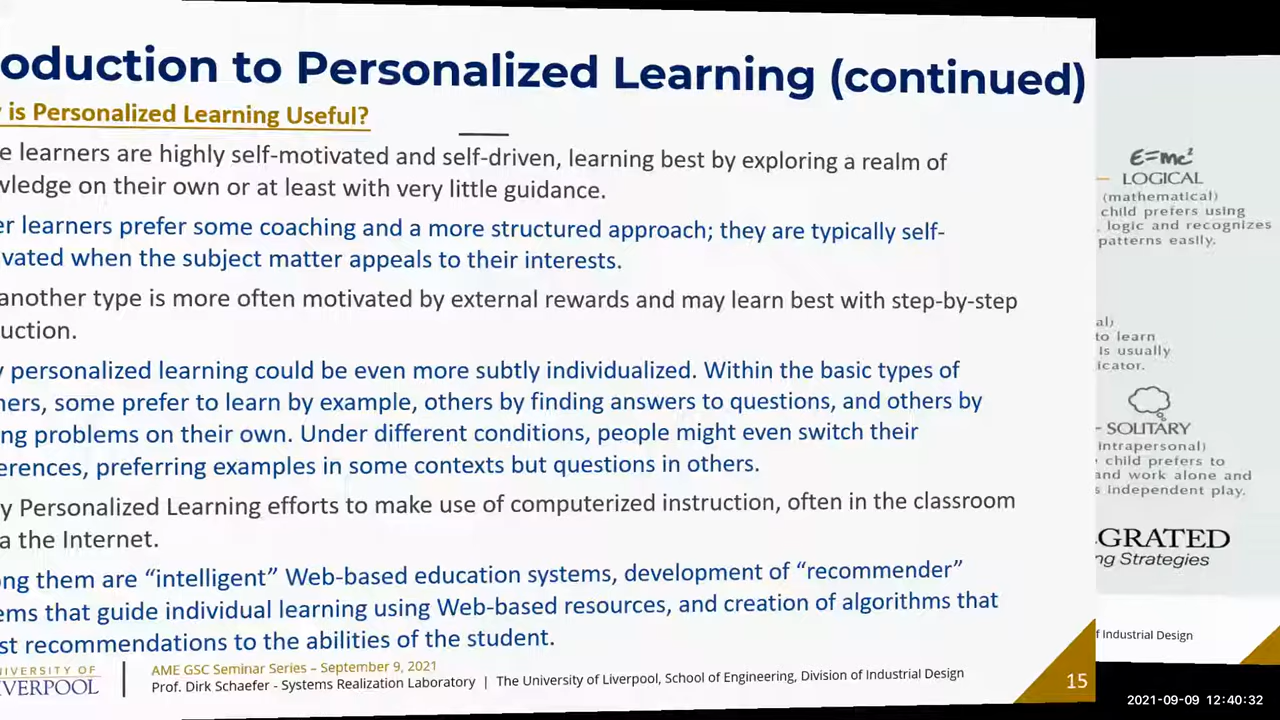 oduction to Personalized Learning (continued)
is Personalized Learning Useful?
e learners are highly self-motivated and self-driven, learning best by exploring a realm of
wledge on their own or at least with very little guidance.
er learners prefer some coaching and a more structured approach; they are typically self-
vated when the subject matter appeals to their interests.
another type is more often motivated by external rewards and may learn best with step-by-step
uction.
y personalized learning could be even more subtly individualized. Within the basic types of
ners, some prefer to learn by example, others by finding answers to questions, and others by
ng problems on their own. Under different conditions, people might even switch their
erences, preferring examples in some contexts but questions in others.
y Personalized Learning efforts to make use of computerized instruction, often in the classroom
a the Internet.
ong them are “intelligent” Web-based education systems, development of “recommender”
ems that guide individual learning using Web-based resources, and creation of algorithms that
st recommendations to the abilities of the student.
NIVERSITY OF
IVERPOOL
AME GSC Seminar Series – September 9, 2021
Prof. Dirk Schaefer - Systems Realization Laboratory | The University of Liverpool, School of Engineering, Division of Industrial Design
15
E=mc²
LOGICAL
(mathematical)
child prefers using
logic and recognizes
patterns easily.
al)
to learn
is usually
icator.
SOLITARY
intrapersonal)
child prefers to
and work alone and
s independent play.
GRATED
ng Strategies
f Industrial Design
2021-09-09 12:40:32